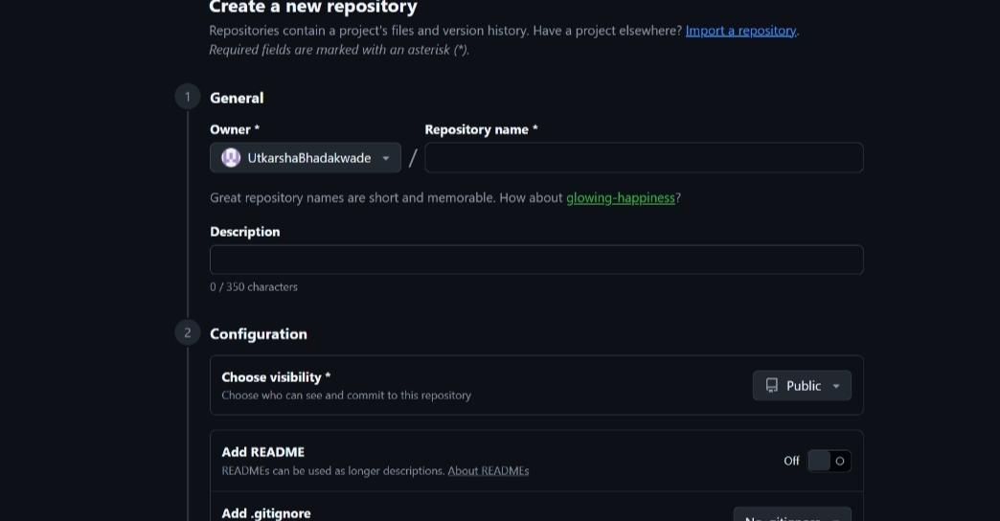 Create a new repository
Repositories contain a project's files and version history. Have a project elsewhere? Import a repository.
Required fields are marked with an asterisk (*).
1
General
Owner *
Repository name *
UtkarshaBhadakwade
/
Great repository names are short and memorable. How about glowing-happiness?
Description
0 / 350 characters
2
Configuration
Choose visibility *
Choose who can see and commit to this repository
Public
Add README
READMEs can be used as longer descriptions. About READMEs
Off
Add .gitignore
No .gitignore